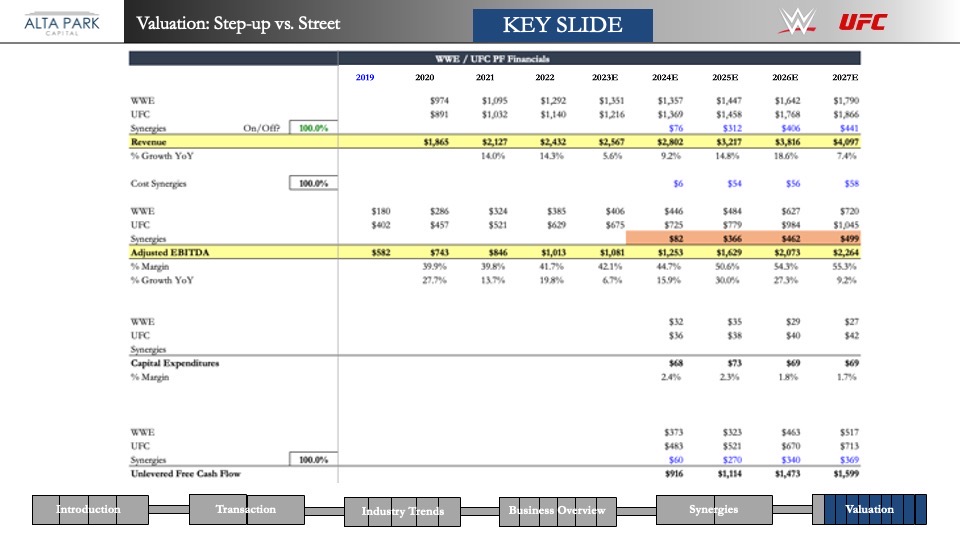 ALTA PARK
CAPITAL
Valuation: Step-up vs. Street
KEY SLIDE
W
UFC
WWE / UFC PF Financials
2019 2020 2021 2022 2023E 2024E 2025E 2026E 2027E
WWE $974 $1,095 $1,292 $1,351 $1,357 $1,447 $1,642 $1,790
UFC $891 $1,032 $1,140 $1,216 $1,369 $1,458 $1,768 $1,866
Synergies On/Off? 100.0% $76 $312 $406 $441
Revenue $1,865 $2,127 $2,432 $2,567 $2,802 $3,217 $3,816 $4,097
% Growth YoY 14.0% 14.3% 5.6% 9.2% 14.8% 18.6% 7.4%
Cost Synergies 100.0% $6 $54 $56 $58
WWE $180 $286 $324 $385 $406 $446 $484 $627 $720
UFC $402 $457 $521 $629 $675 $725 $779 $984 $1,045
Synergies $82 $366 $462 $499
Adjusted EBITDA $582 $743 $846 $1,013 $1,081 $1,253 $1,629 $2,073 $2,264
% Margin 39.9% 39.8% 41.7% 42.1% 44.7% 50.6% 54.3% 55.3%
% Growth YoY 27.7% 13.7% 19.8% 6.7% 15.9% 30.0% 27.3% 9.2%
WWE $32 $35 $29 $27
UFC $36 $38 $40 $42
Synergies
Capital Expenditures $68 $73 $69 $69
% Margin 2.4% 2.3% 1.8% 1.7%
WWE $373 $323 $463 $517
UFC $483 $521 $670 $713
Synergies 100.0% $60 $270 $340 $369
Unlevered Free Cash Flow $916 $1,114 $1,473 $1,599
Introduction Transaction Industry Trends Business Overview Synergies Valuation